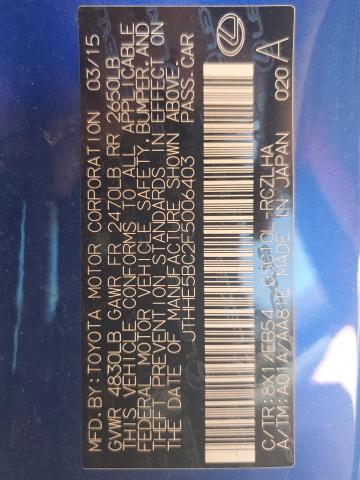 MFD.BY:TOYOTA MOTOR CORPORATION 03/15
GVWR 4830LB GAWR FR 2470LB RR 2650LB
THIS VEHICLE CONFORMS TO ALL APPLICABLE
FEDERAL MOTOR VEHICLE SAFETY, BUMPER, AND
THEFT PREVENTION STANDARDS IN EFFECT ON
THE DATE OF MANUFACTURE SHOWN ABOVE.
JTHHE5BC2F5006403 PASS.CAR
C/TR:8X1/EB54 -RCZLHA
A/TM:A01A/AA81E MADE IN JAPAN
020 A